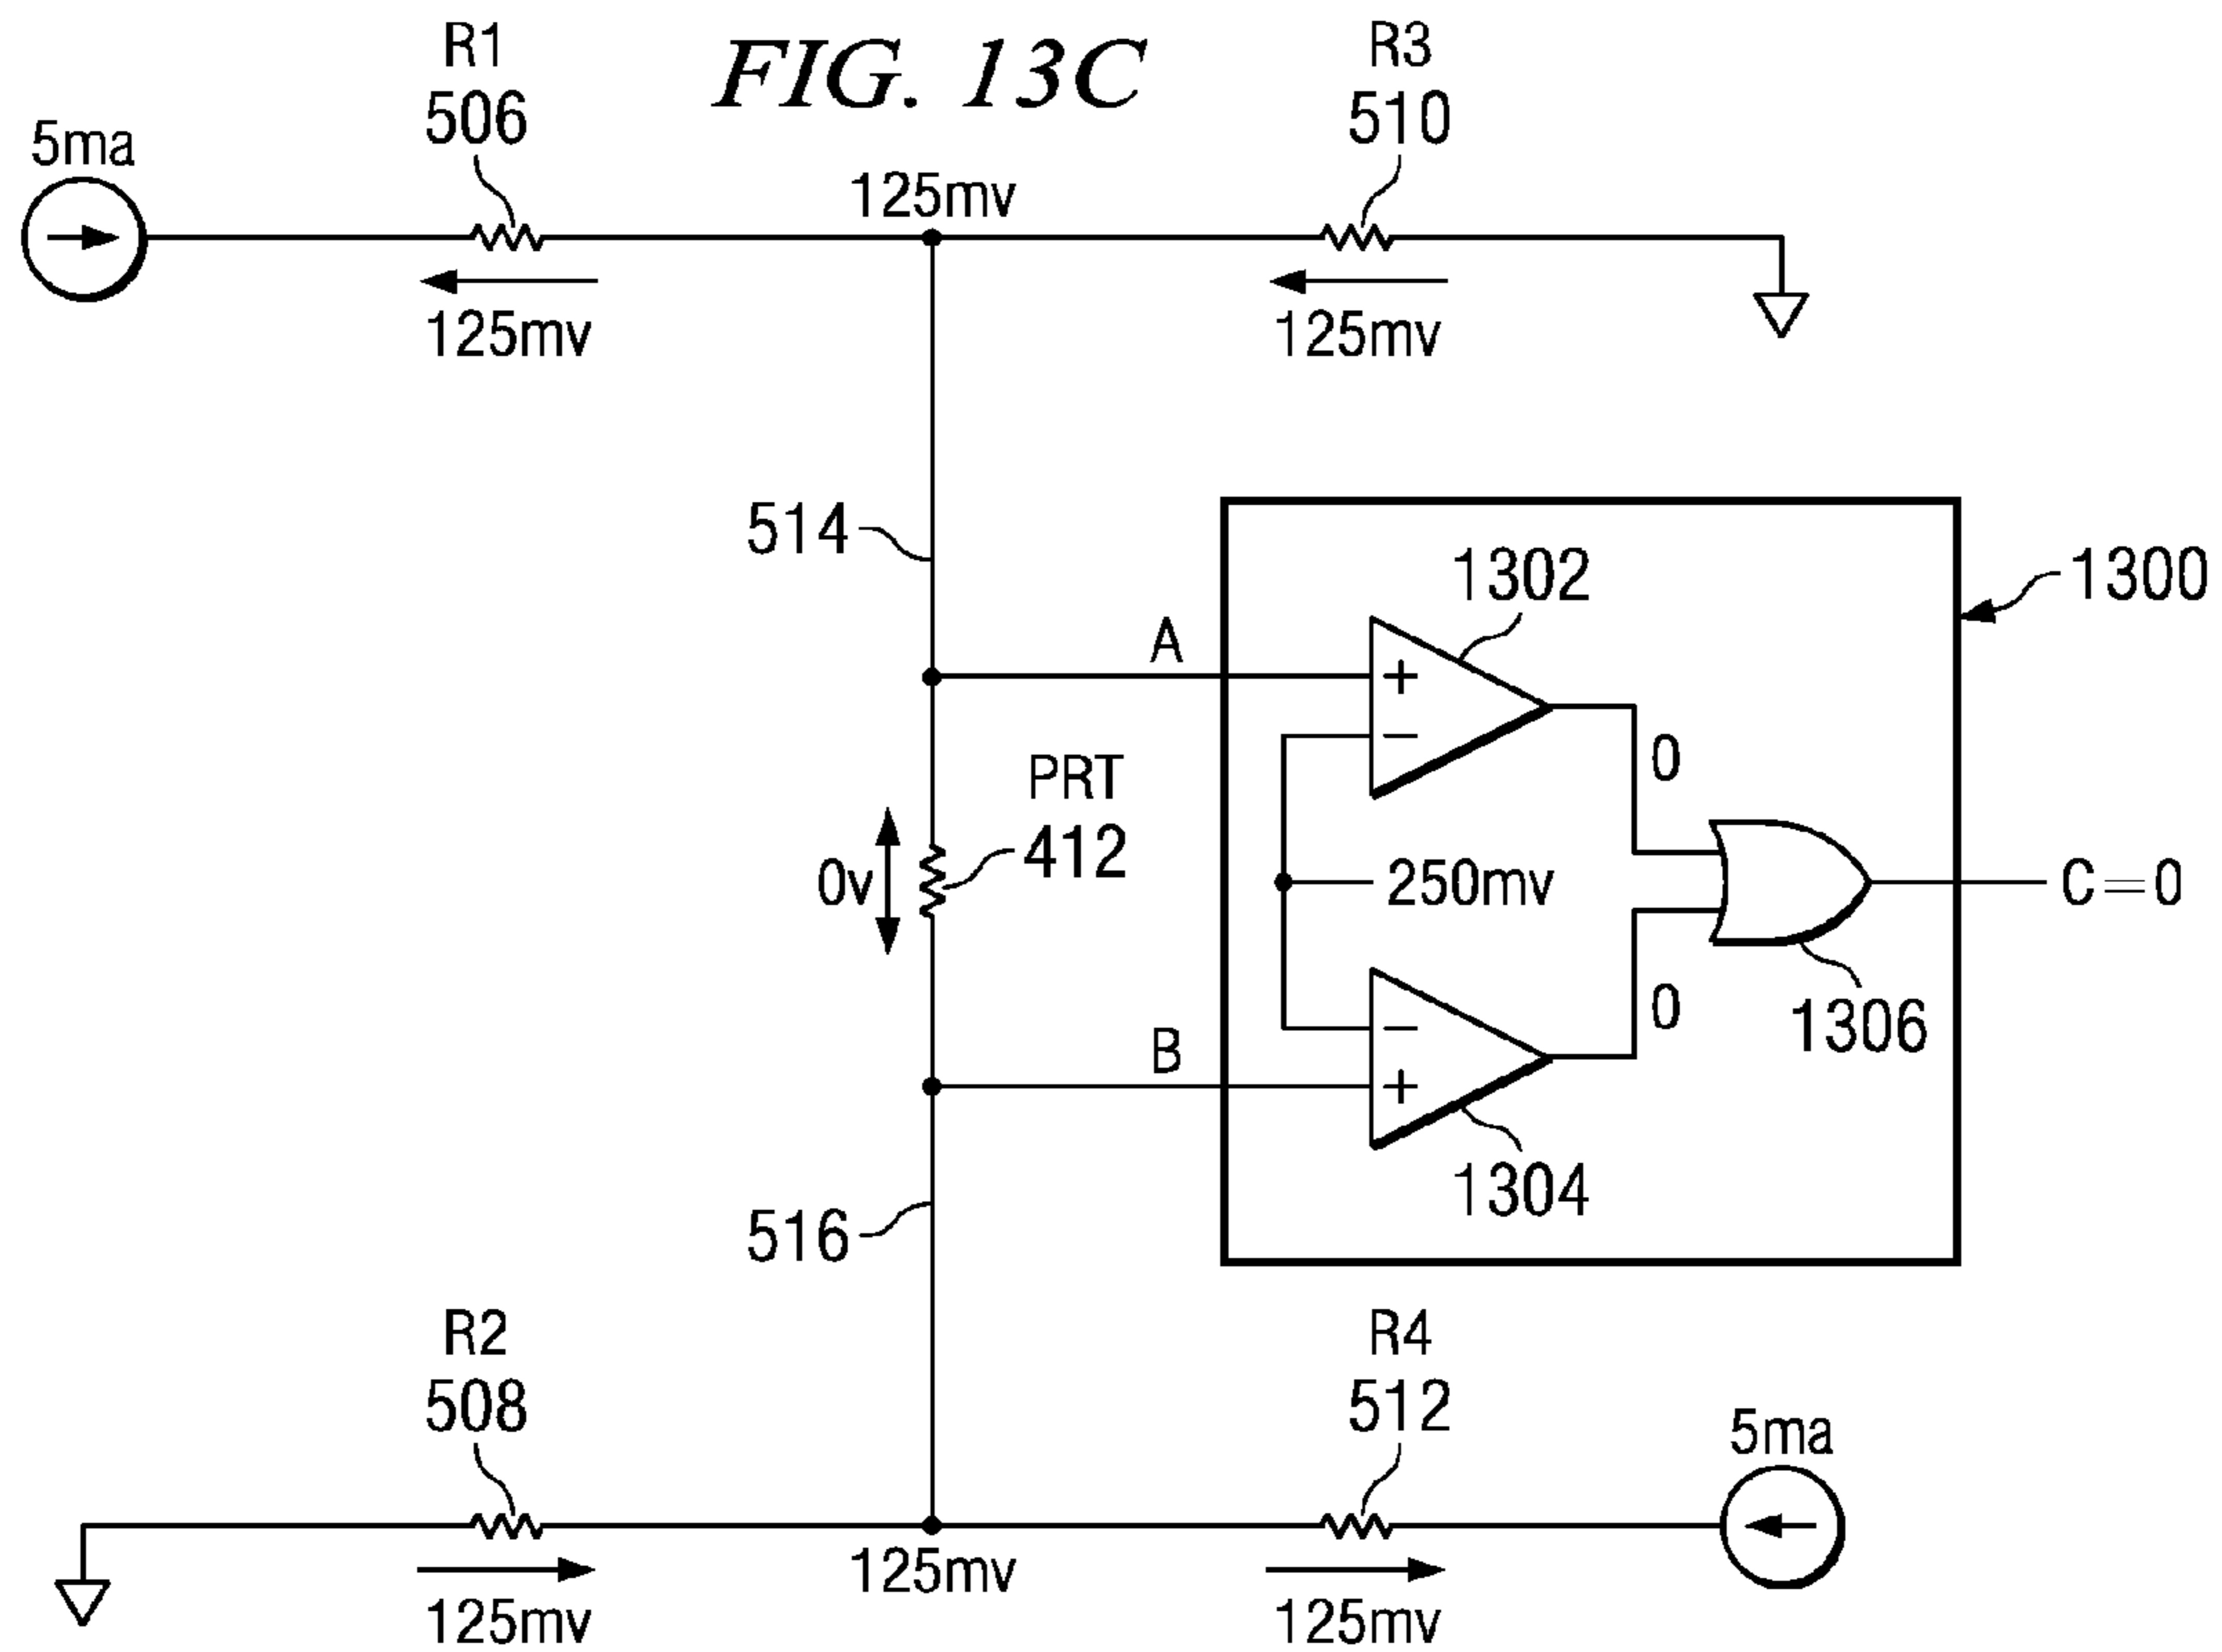 FIG. 13C
R1
506
R3
510
5ma
125mv
125mv
125mv
514
1302
1300
A
+
−
0
PRT
412
0v
250mv
C=0
−
+
0
1306
B
1304
516
R2
508
R4
512
5ma
125mv
125mv
125mv